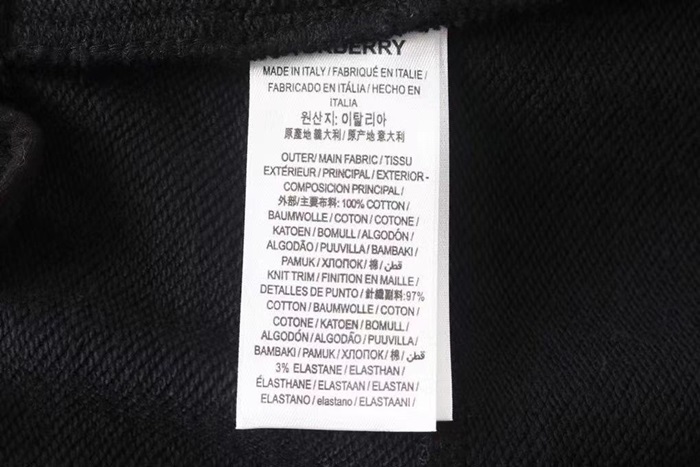 BERRY
MADE IN ITALY / FABRIQUÉ EN ITALIE /
FABRICADO EN ITÁLIA / HECHO EN
ITALIA
원산지: 이탈리아
原產地 義大利 / 原产地 意大利
OUTER/ MAIN FABRIC / TISSU
EXTÉRIEUR / PRINCIPAL / EXTERIOR -
COMPOSICION PRINCIPAL /
外部/主要布料: 100% COTTON /
BAUMWOLLE / COTON / COTONE /
KATOEN / BOMULL / ALGODÓN /
ALGODÃO / PUUVILLA / BAMBAKI /
PAMUK / ХЛОПОК / 棉 / قطن /
KNIT TRIM / FINITION EN MAILLE /
DETALLES DE PUNTO / 針織副料:97%
COTTON / BAUMWOLLE / COTON /
COTONE / KATOEN / BOMULL /
ALGODÓN / ALGODÃO / PUUVILLA /
BAMBAKI / PAMUK / ХЛОПОК / 棉 / قطن /
3% ELASTANE / ELASTHAN /
ÉLASTHANE / ELASTAAN / ELASTAN /
ELASTANO / elastano / ELASTAANI /